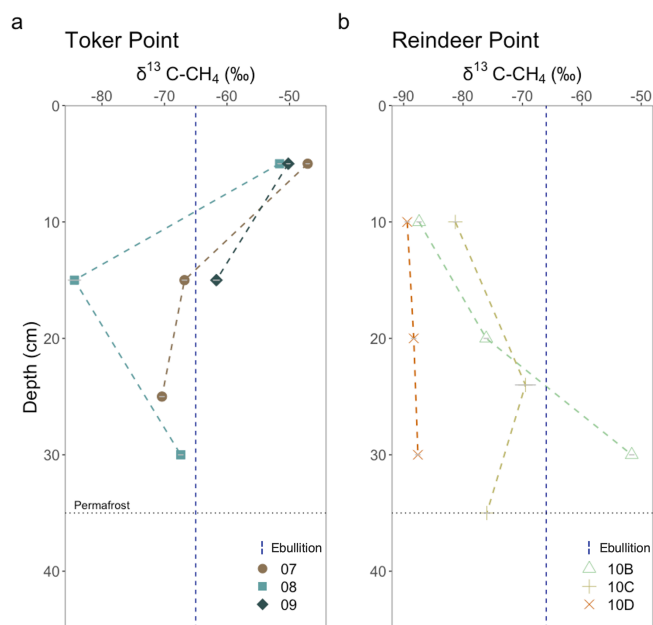 a
Toker Point
δ¹³ C-CH₄ (‰)
-80 -70 -60 -50
0
10
20
30
40
Depth (cm)
Permafrost
Ebullition
07
08
09
b
Reindeer Point
δ¹³ C-CH₄ (‰)
-90 -80 -70 -60 -50
0
10
20
30
40
Ebullition
10B
10C
10D